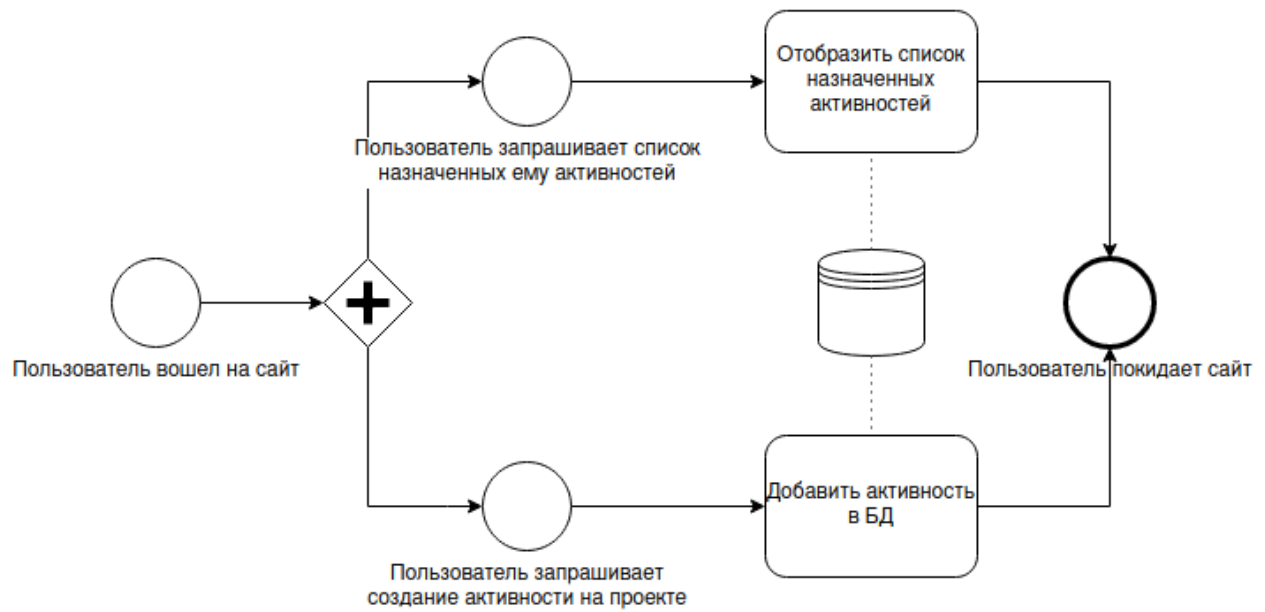 Отобразить список
назначенных
активностей
Пользователь запрашивает список
назначенных ему активностей
Пользователь вошел на сайт
Пользователь покидает сайт
Добавить активность
в БД
Пользователь запрашивает
создание активности на проекте